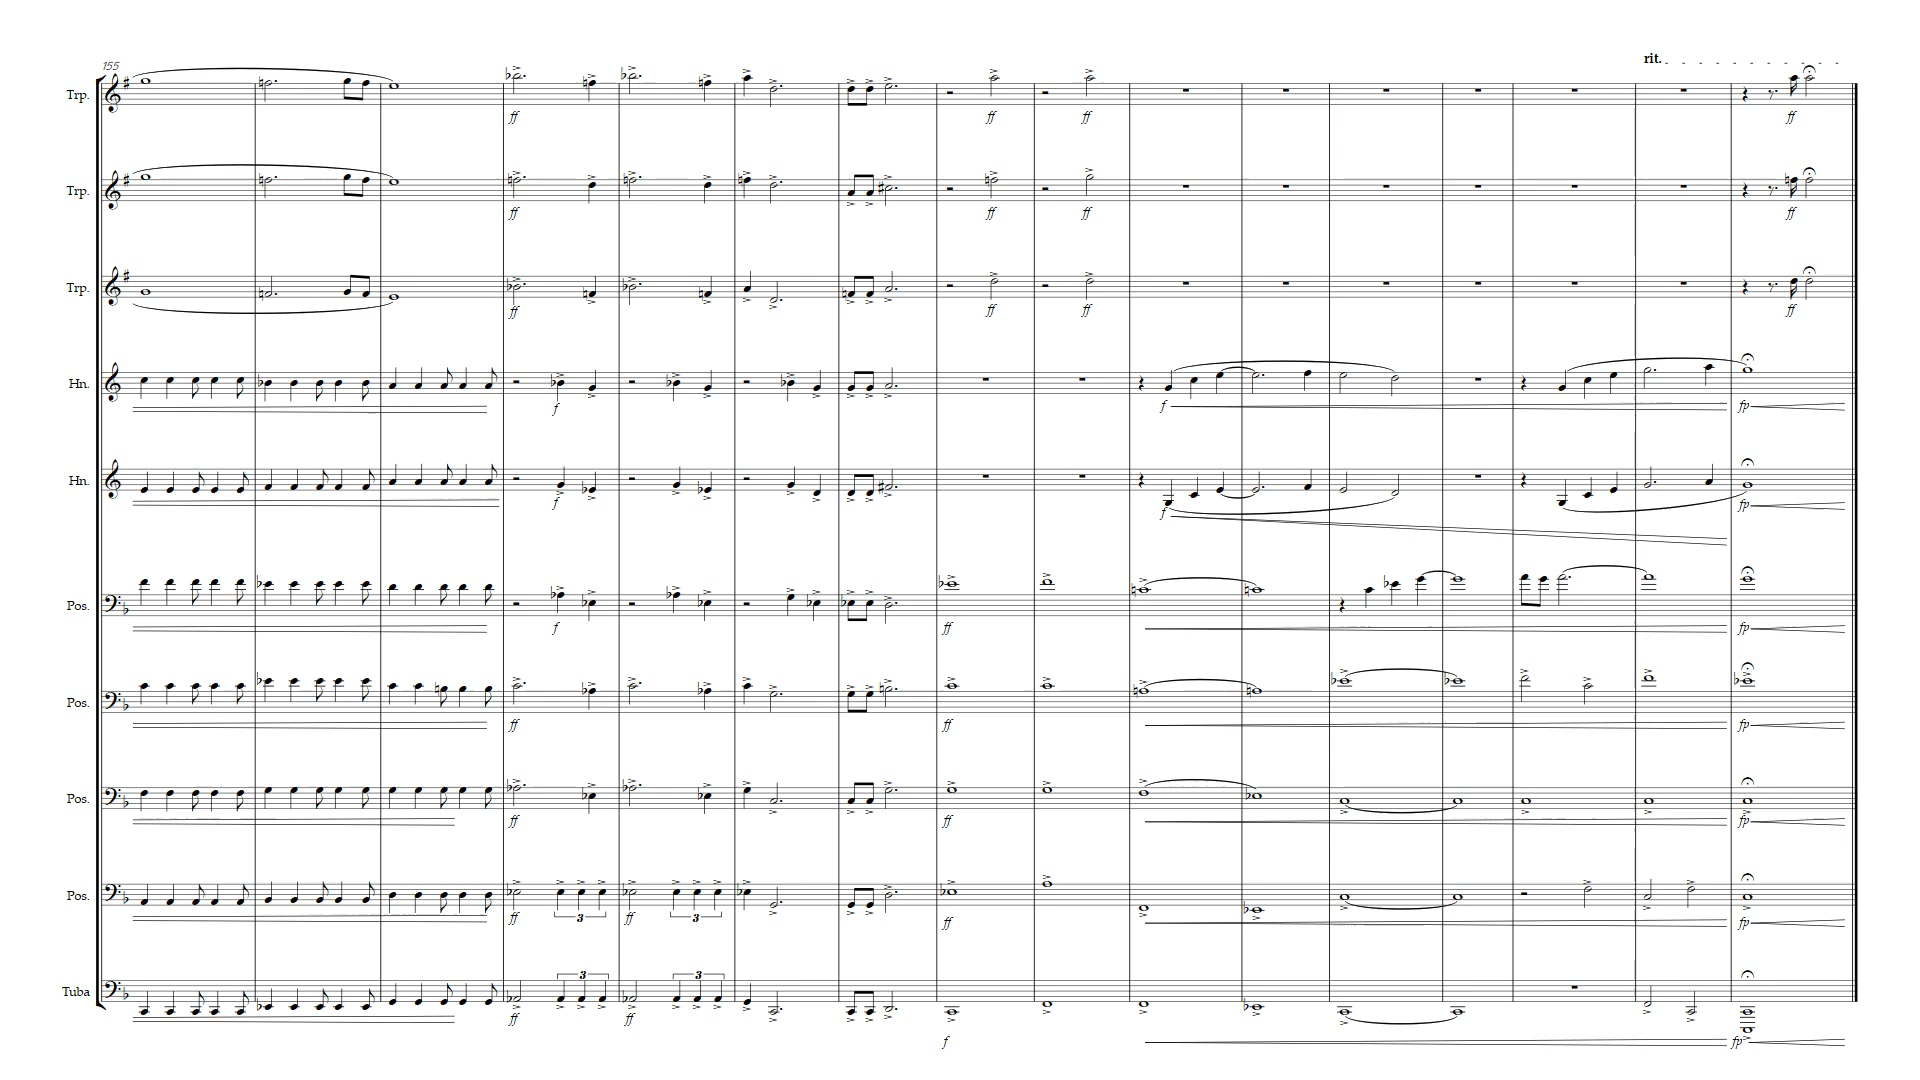 rit.
155
Trp.
ff ff ff ff
Trp.
ff ff ff ff
Trp.
ff ff ff ff
Hn.
f f fp
Hn.
f f fp
Pos.
f ff fp
Pos.
ff ff fp
Pos.
ff ff fp
Pos.
ff 3 ff 3 ff fp
3 3
Tuba
ff ff f fp